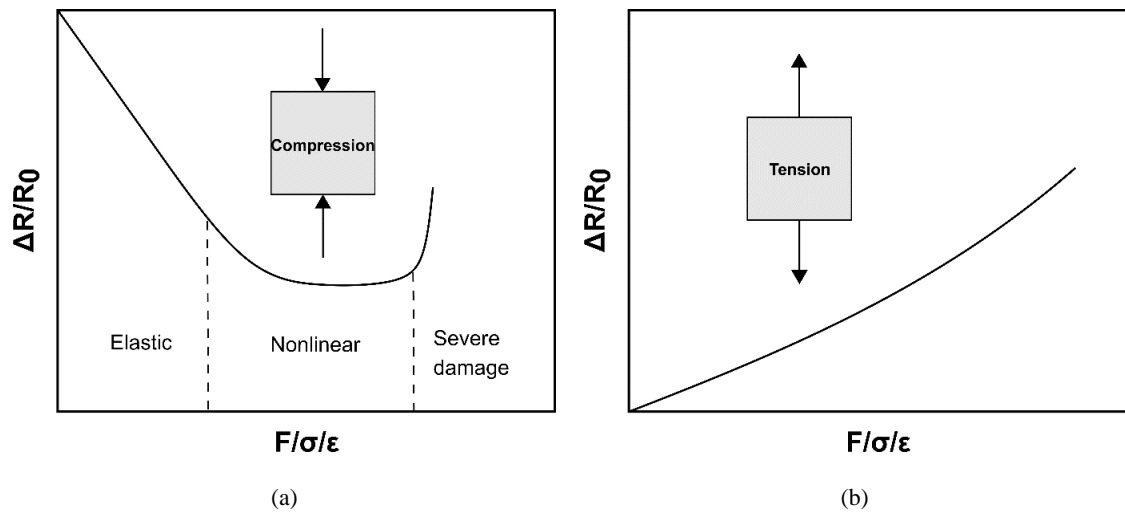 ΔR/R0
Compression
Elastic
Nonlinear
Severe
damage
F/σ/ε
(a)
ΔR/R0
Tension
F/σ/ε
(b)